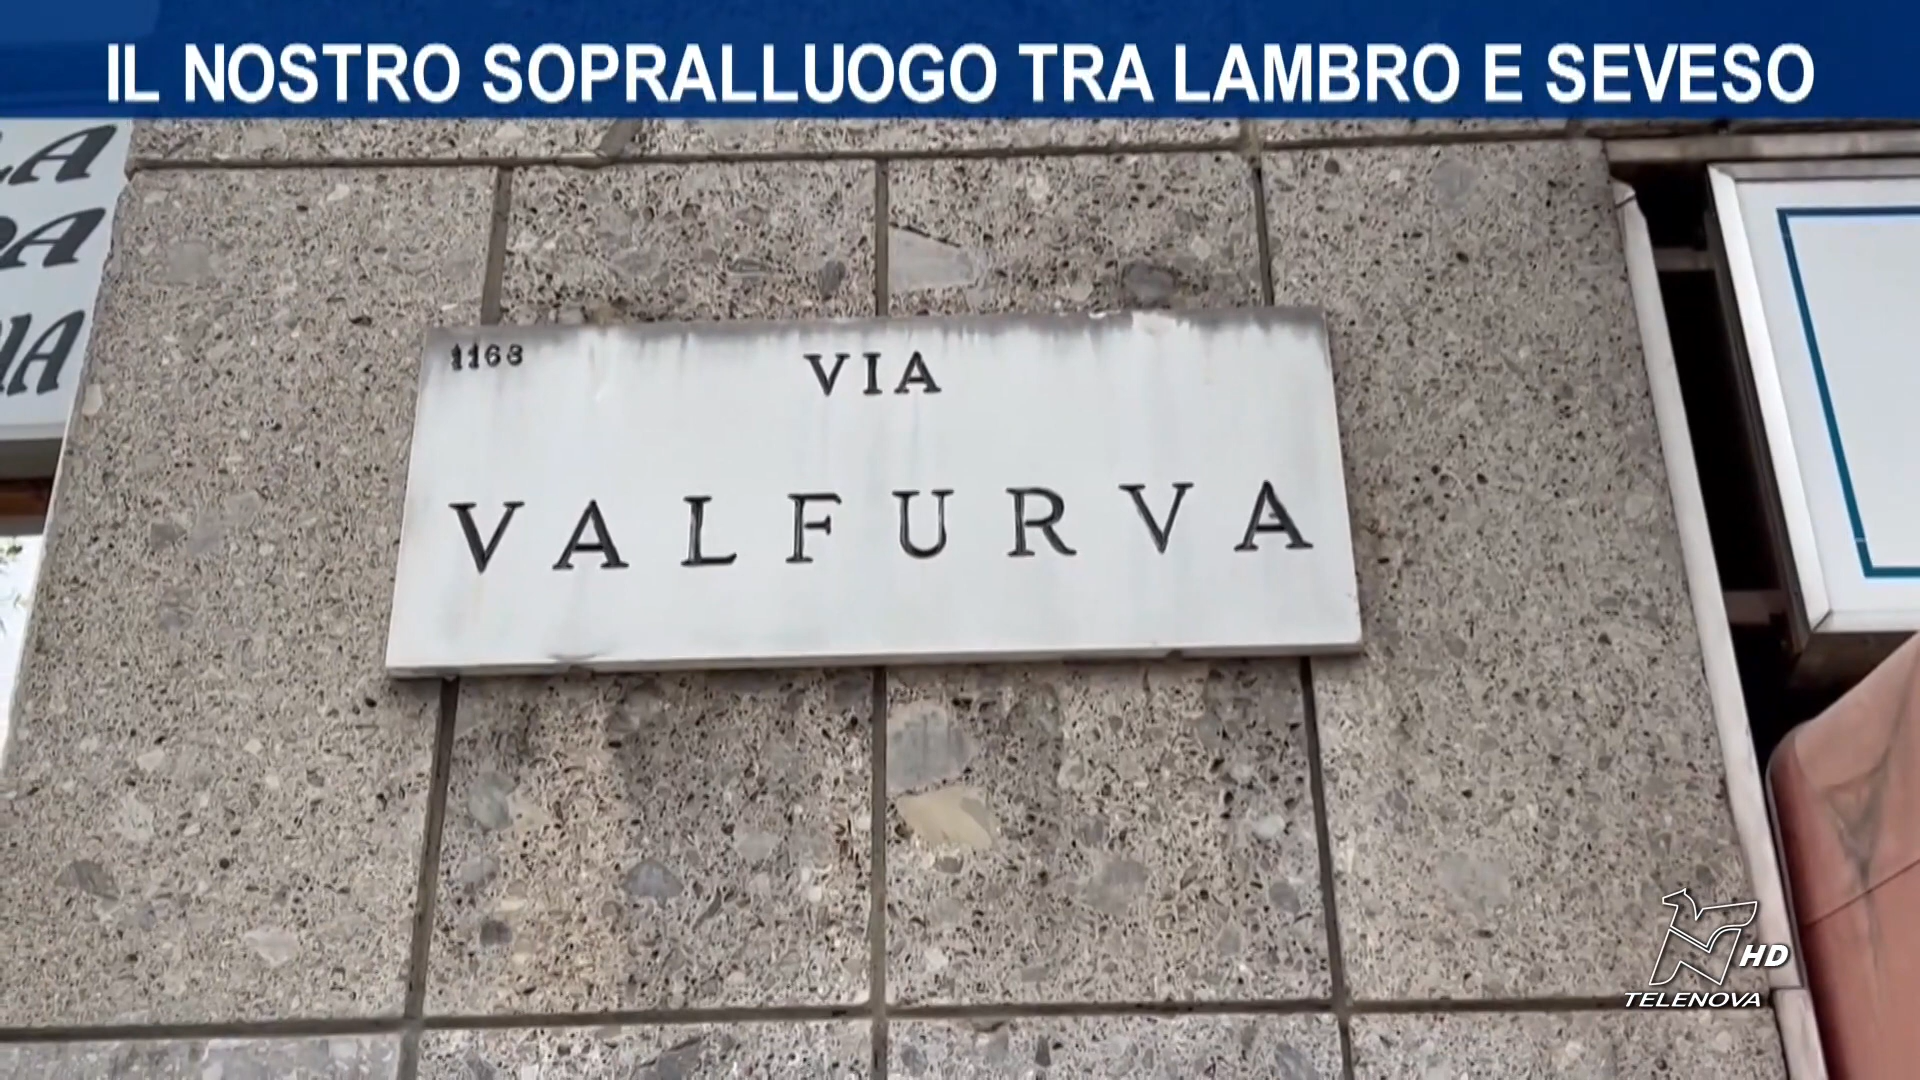 IL NOSTRO SOPRALLUOGO TRA LAMBRO E SEVESO
1168
VIA
VALFURVA
HD
TELENOVA